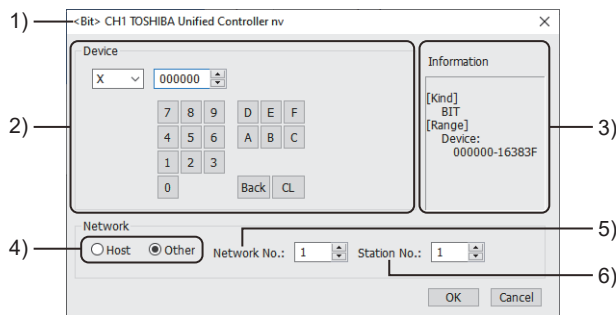 1)
<Bit> CH1 TOSHIBA Unified Controller nv
Device
X 000000
7 8 9 D E F
4 5 6 A B C
1 2 3
0 Back CL
2)
Information
[Kind]
BIT
[Range]
Device:
000000-16383F
3)
Network
4)
Host Other Network No.: 1 Station No.: 1
5)
6)
OK Cancel